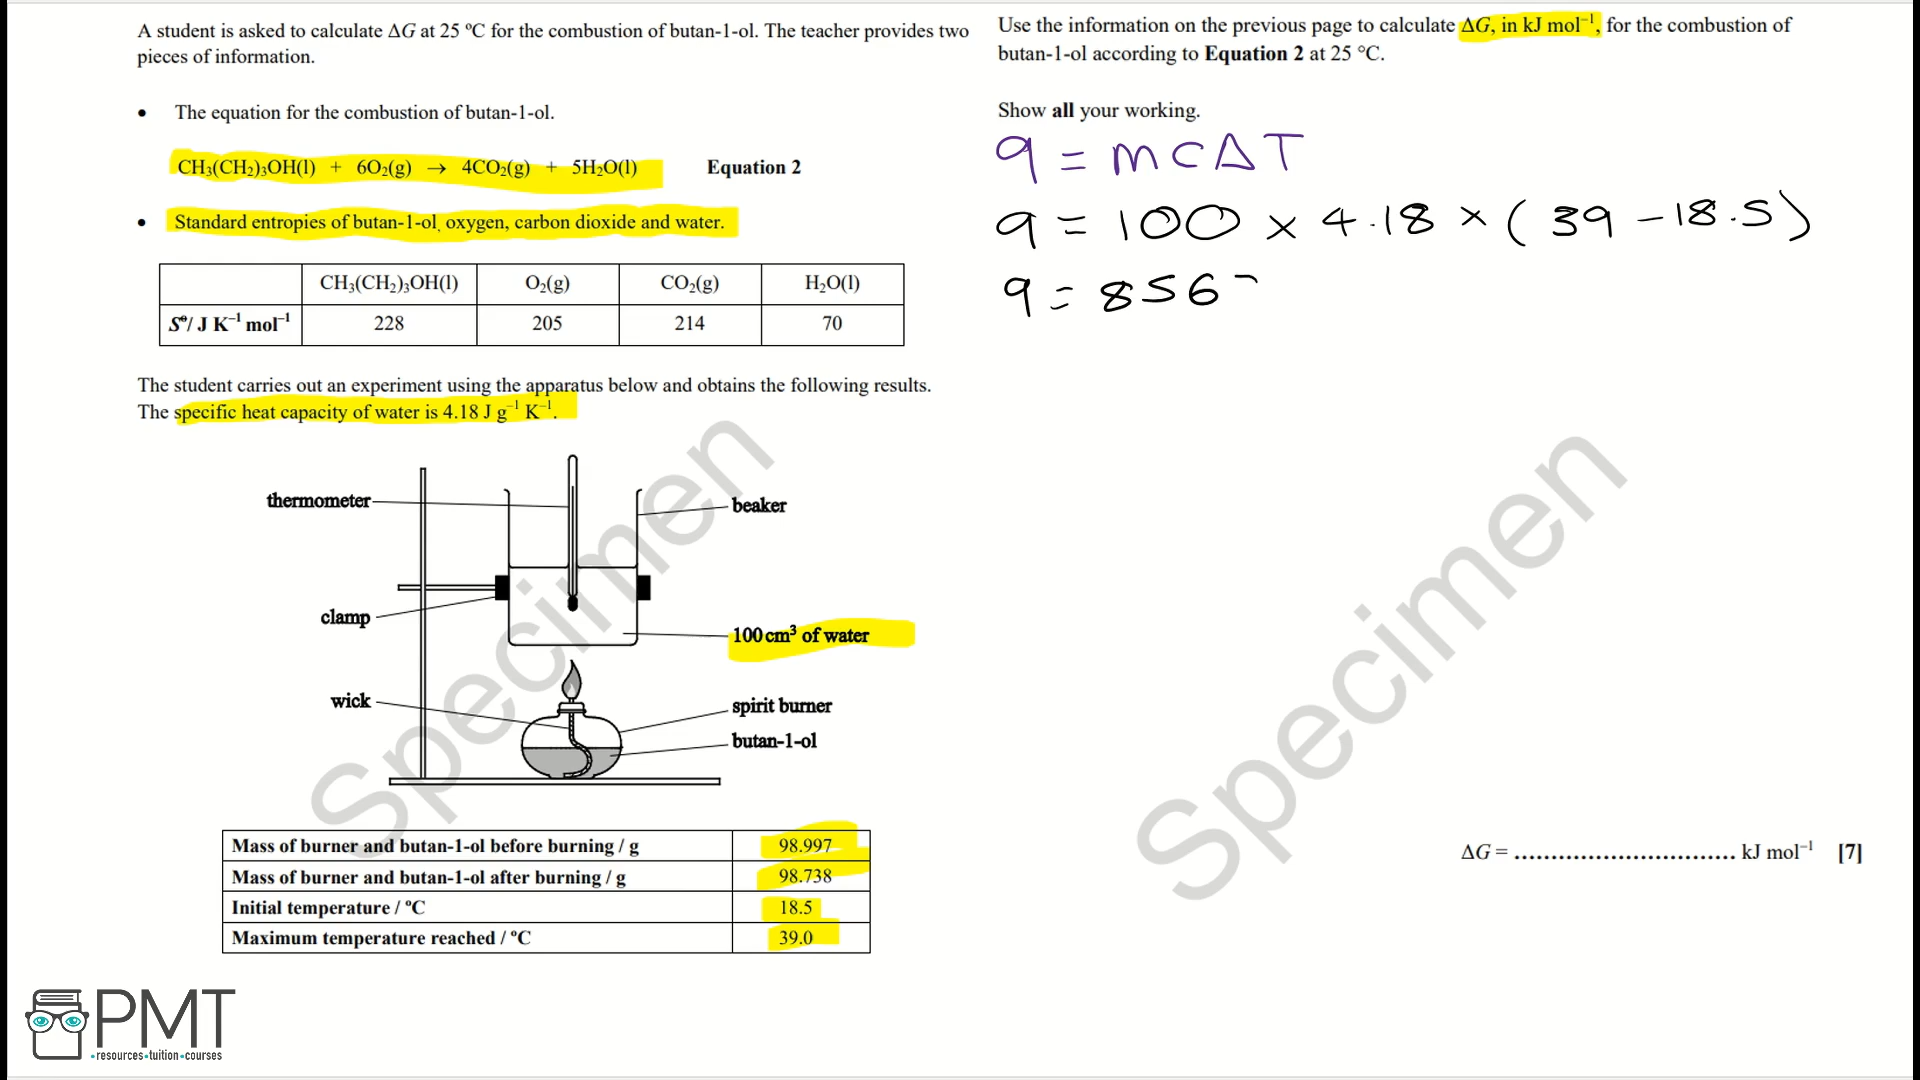 A student is asked to calculate ΔG at 25 ºC for the combustion of butan-1-ol. The teacher provides two
pieces of information.
• The equation for the combustion of butan-1-ol.
CH₃(CH₂)₃OH(l) + 6O₂(g) → 4CO₂(g) + 5H₂O(l) Equation 2
• Standard entropies of butan-1-ol, oxygen, carbon dioxide and water.
CH₃(CH₂)₃OH(l) O₂(g) CO₂(g) H₂O(l)
S⦵/ J K⁻¹ mol⁻¹ 228 205 214 70
The student carries out an experiment using the apparatus below and obtains the following results.
The specific heat capacity of water is 4.18 J g⁻¹ K⁻¹.
thermometer
beaker
clamp
100 cm³ of water
wick
spirit burner
butan-1-ol
Specimen
Mass of burner and butan-1-ol before burning / g 98.997
Mass of burner and butan-1-ol after burning / g 98.738
Initial temperature / ºC 18.5
Maximum temperature reached / ºC 39.0
PMT
•resources•tuition•courses
Use the information on the previous page to calculate ΔG, in kJ mol⁻¹, for the combustion of
butan-1-ol according to Equation 2 at 25 °C.
Show all your working.
q = mcΔT
q = 100 × 4.18 × (39 - 18.5)
q = 856
Specimen
ΔG = ................................ kJ mol⁻¹ [7]